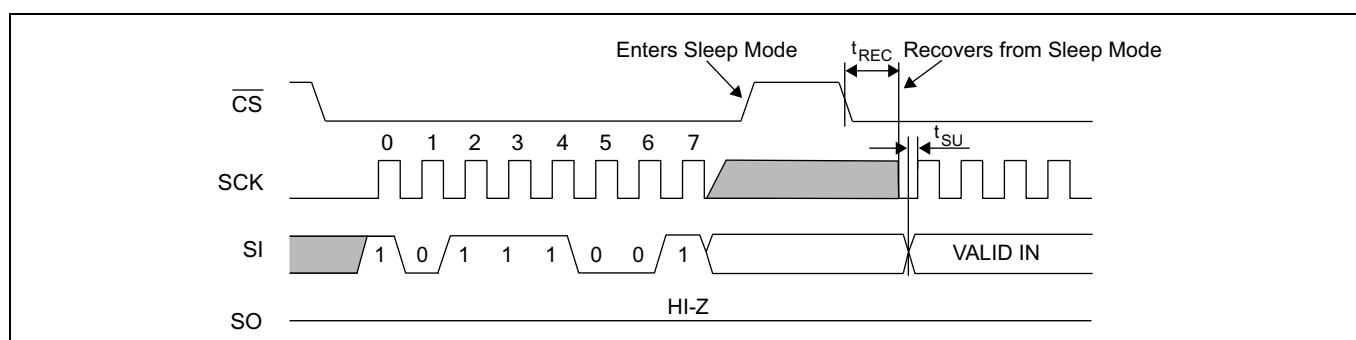 Enters Sleep Mode
tREC
Recovers from Sleep Mode
CS
tSU
0 1 2 3 4 5 6 7
SCK
SI
1 0 1 1 1 0 0 1
VALID IN
HI-Z
SO